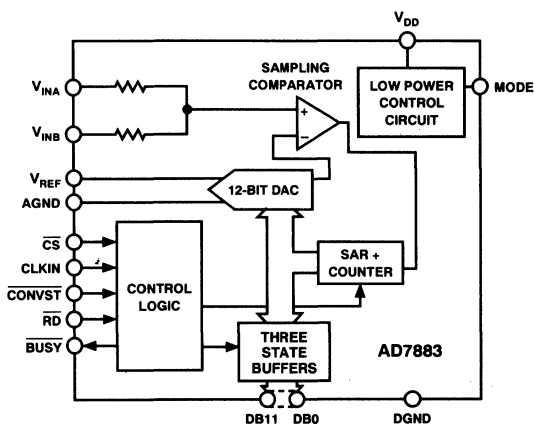 VDD
SAMPLING
COMPARATOR
LOW POWER
CONTROL
CIRCUIT
MODE
VINA
VINB
+
−
VREF
AGND
12-BIT DAC
CS
CLKIN
CONVST
RD
BUSY
CONTROL
LOGIC
SAR +
COUNTER
THREE
STATE
BUFFERS
AD7883
DB11
DB0
DGND